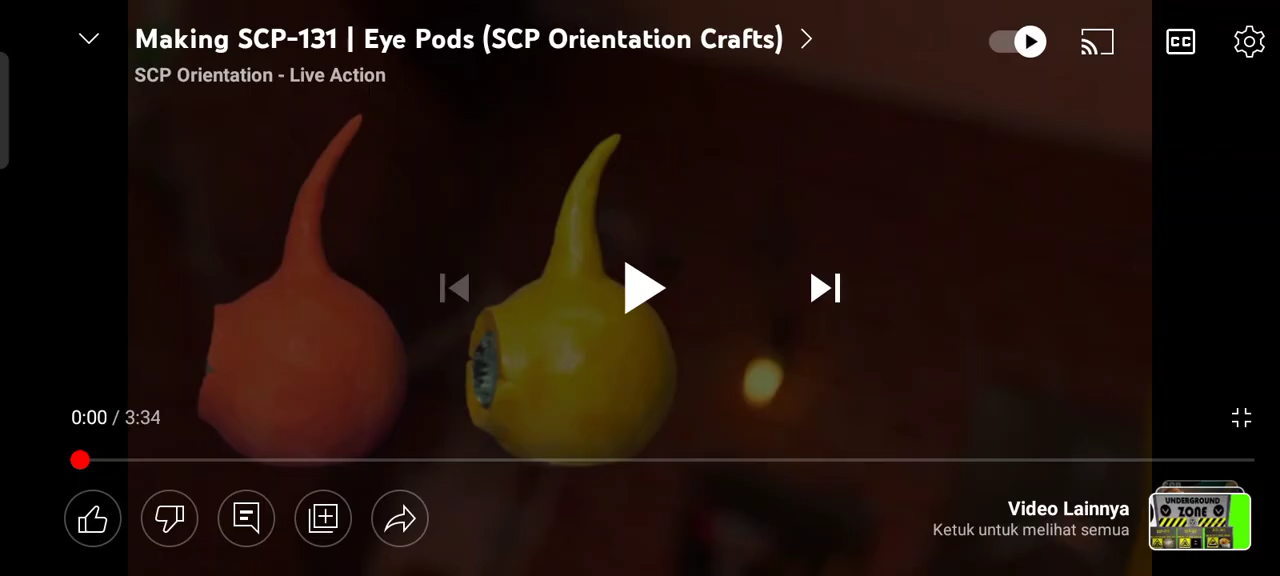 Making SCP-131 | Eye Pods (SCP Orientation Crafts)
SCP Orientation - Live Action
CC
0:00 / 3:34
Video Lainnya
Ketuk untuk melihat semua
UNDERGROUND
ZONE